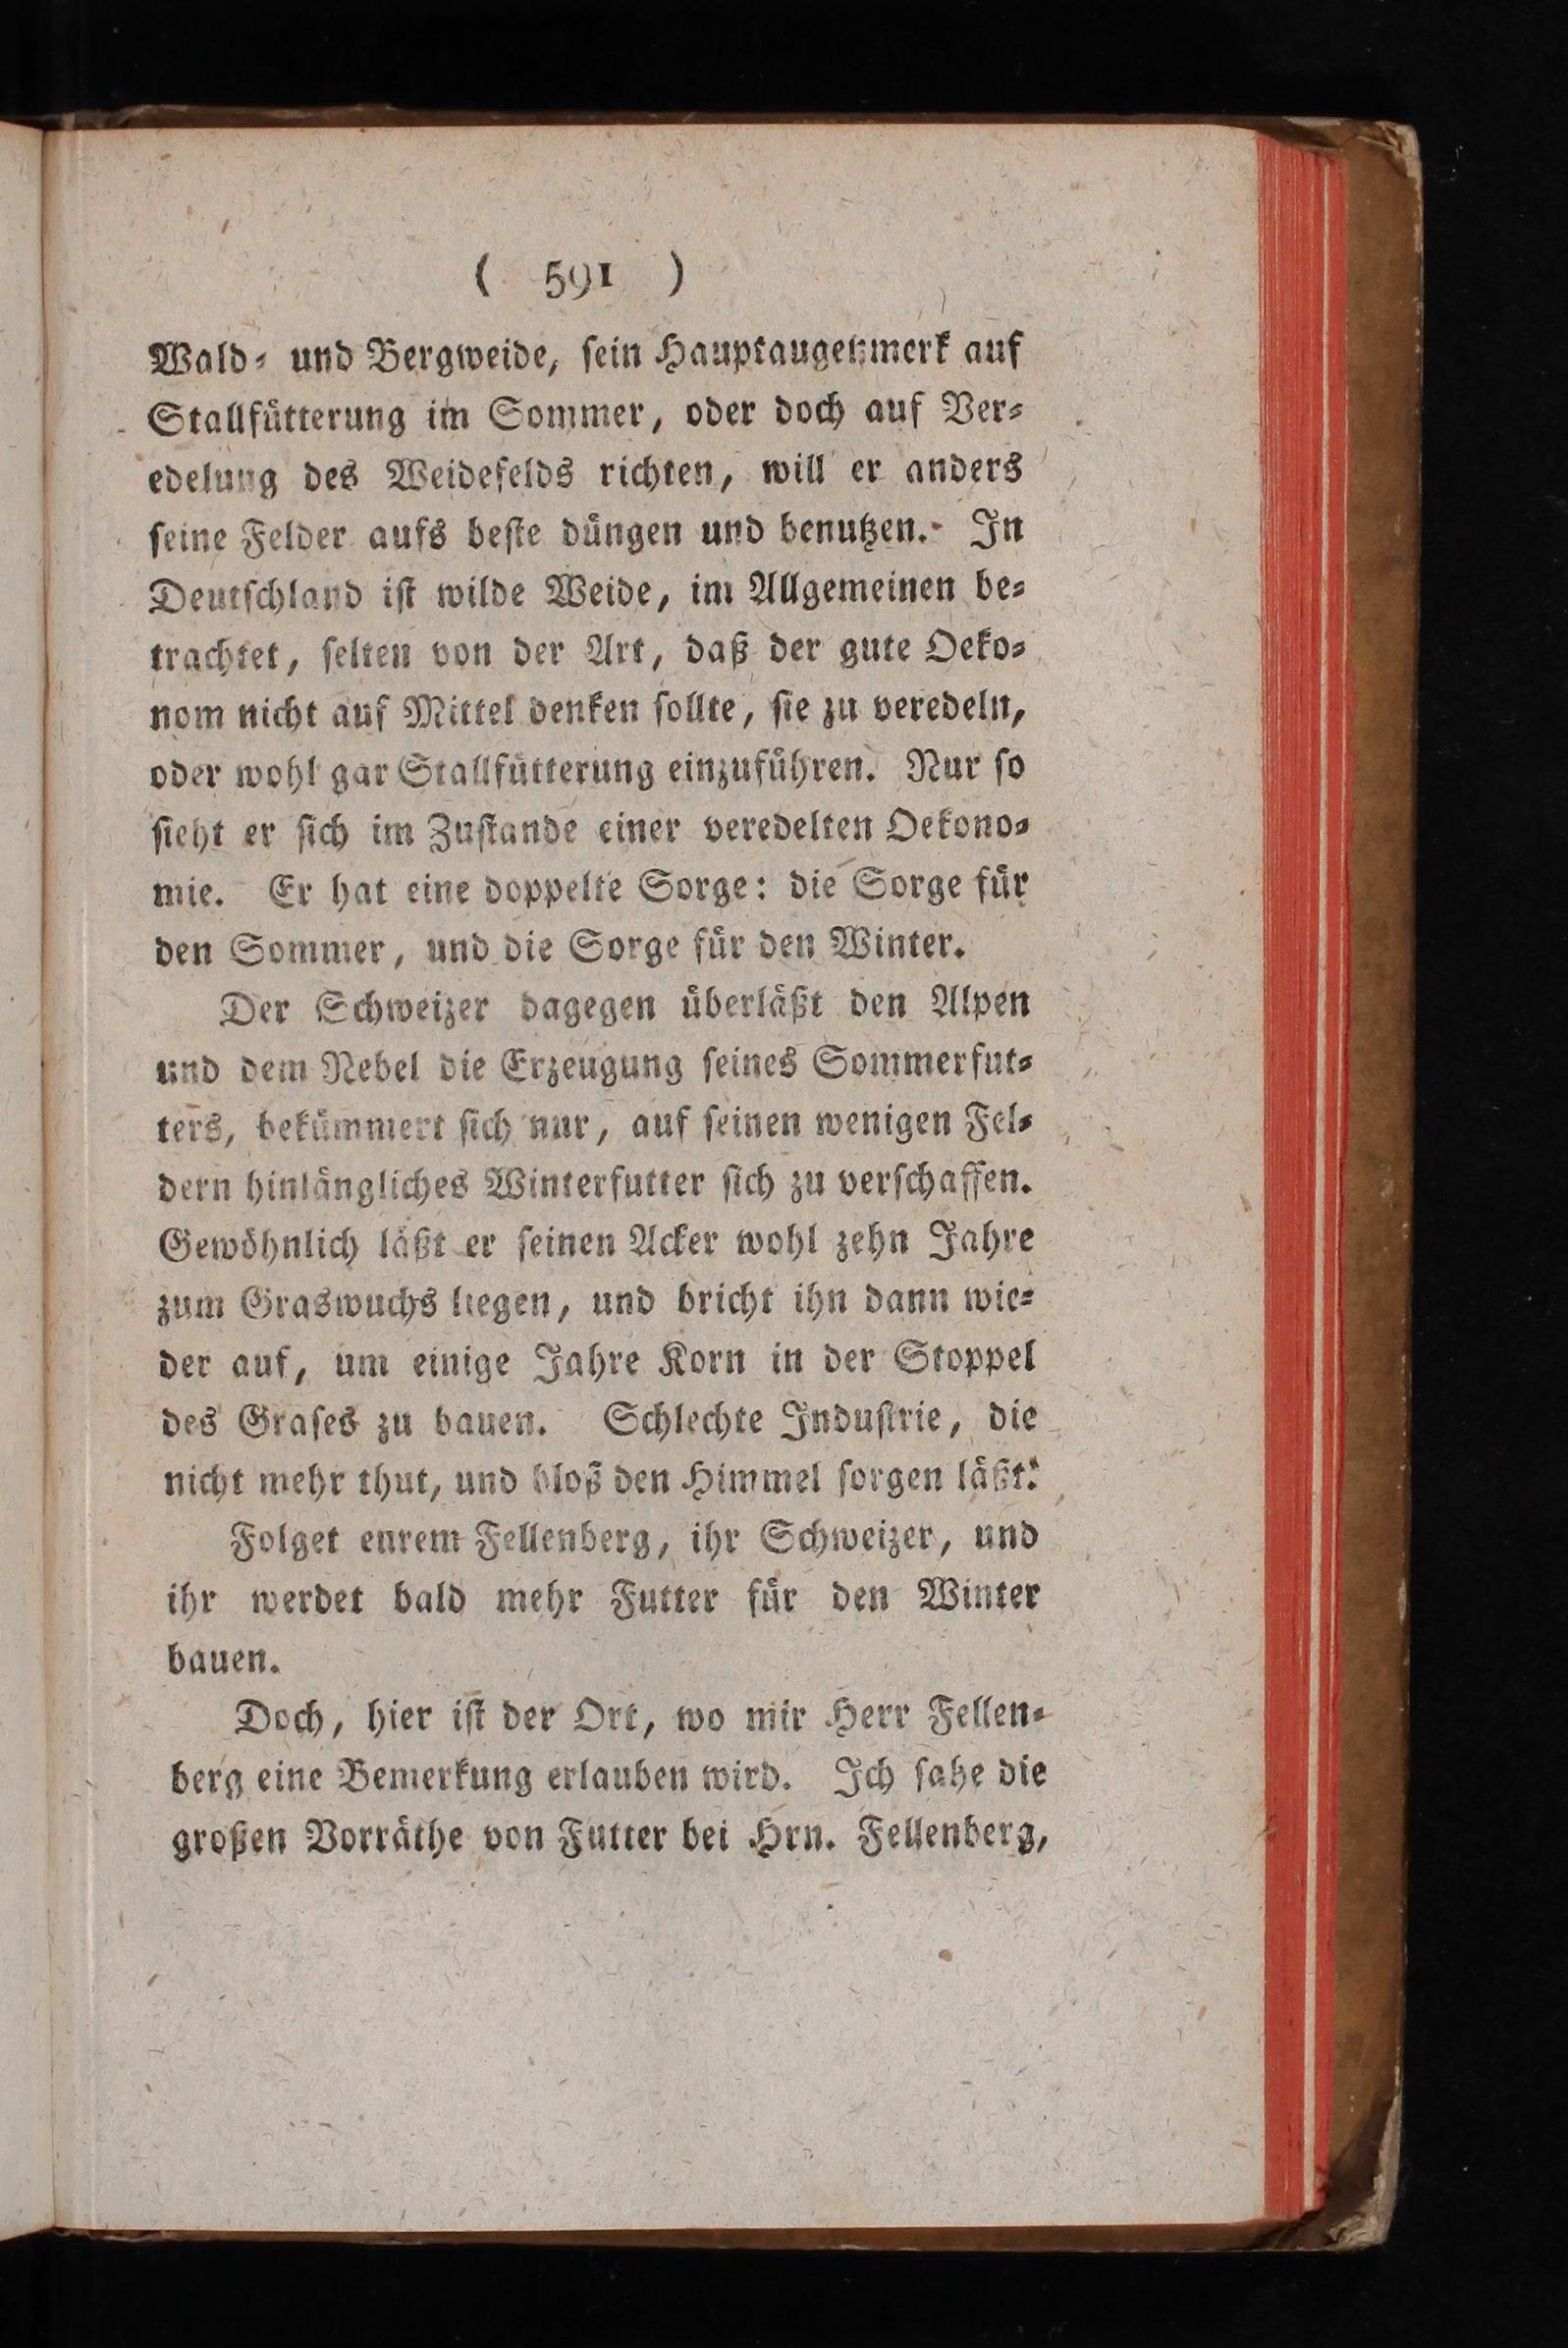 ( 591 )
Wald- und Bergweide, ſein Hauptaugenmerk auf
Stallfütterung im Sommer, oder doch auf Ver-
edelung des Weidefelds richten, will er anders
ſeine Felder aufs beſte düngen und benutzen. In
Deutſchland iſt wilde Weide, im Allgemeinen be-
trachtet, ſelten von der Art, daß der gute Oeko-
nom nicht auf Mittel denken ſollte, ſie zu veredeln,
oder wohl gar Stallfütterung einzuführen. Nur ſo
ſieht er ſich im Zuſtande einer veredelten Oekono-
mie. Er hat eine doppelte Sorge: die Sorge für
den Sommer, und die Sorge für den Winter.
Der Schweizer dagegen überläßt den Alpen
und dem Nebel die Erzeugung ſeines Sommerfut-
ters, bekümmert ſich nur, auf ſeinen wenigen Fel-
dern hinlängliches Winterfutter ſich zu verſchaffen.
Gewöhnlich läßt er ſeinen Acker wohl zehn Jahre
zum Graswuchs liegen, und bricht ihn dann wie-
der auf, um einige Jahre Korn in der Stoppel
des Graſes zu bauen. Schlechte Induſtrie, die
nicht mehr thut, und bloß den Himmel ſorgen läßt!
Folget eurem Fellenberg, ihr Schweizer, und
ihr werdet bald mehr Futter für den Winter
bauen.
Doch, hier iſt der Ort, wo mir Herr Fellen-
berg eine Bemerkung erlauben wird. Ich ſahe die
großen Vorräthe von Futter bei Hrn. Fellenberg,